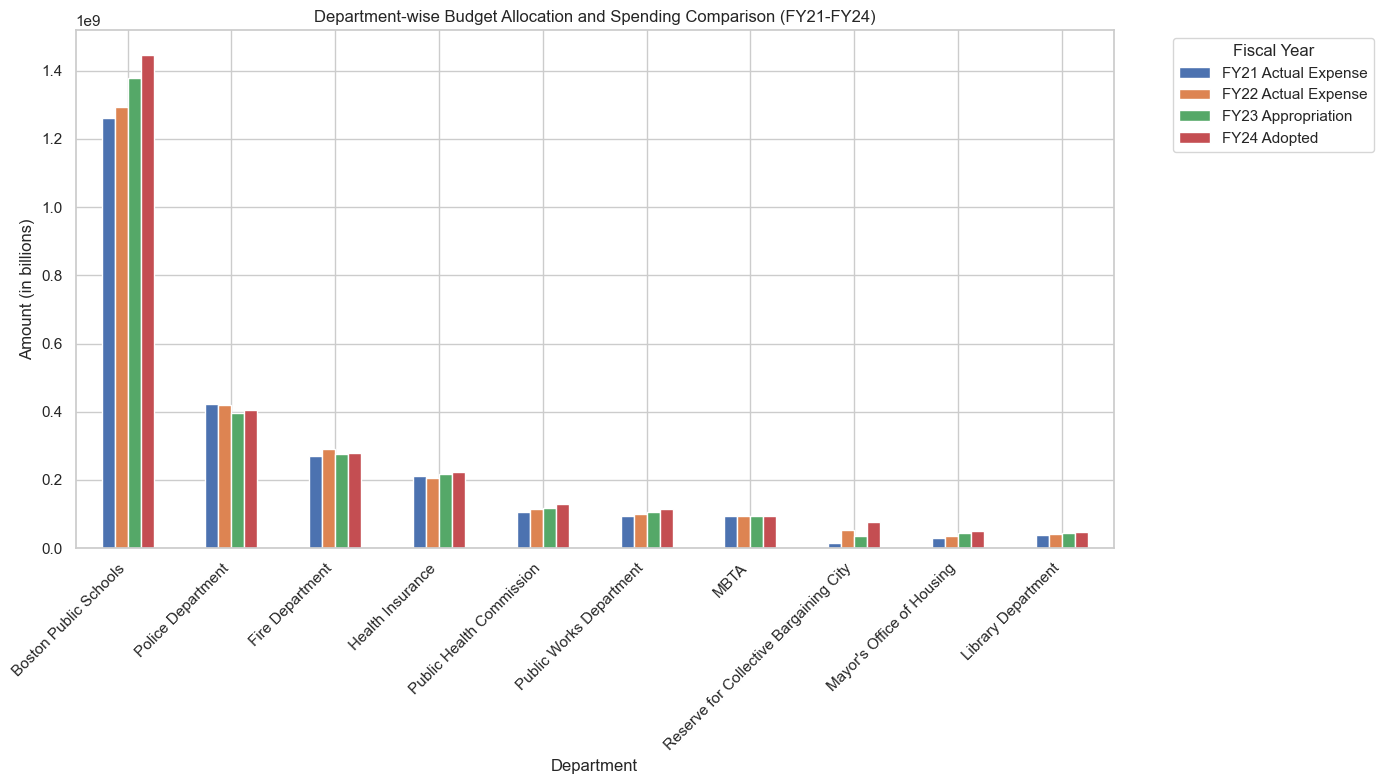 Department-wise Budget Allocation and Spending Comparison (FY21-FY24)
1e9
1.4
1.2
1.0
0.8
0.6
0.4
0.2
0.0
Amount (in billions)
Boston Public Schools
Police Department
Fire Department
Health Insurance
Public Health Commission
Public Works Department
MBTA
Reserve for Collective Bargaining City
Mayor's Office of Housing
Library Department
Department
Fiscal Year
FY21 Actual Expense
FY22 Actual Expense
FY23 Appropriation
FY24 Adopted